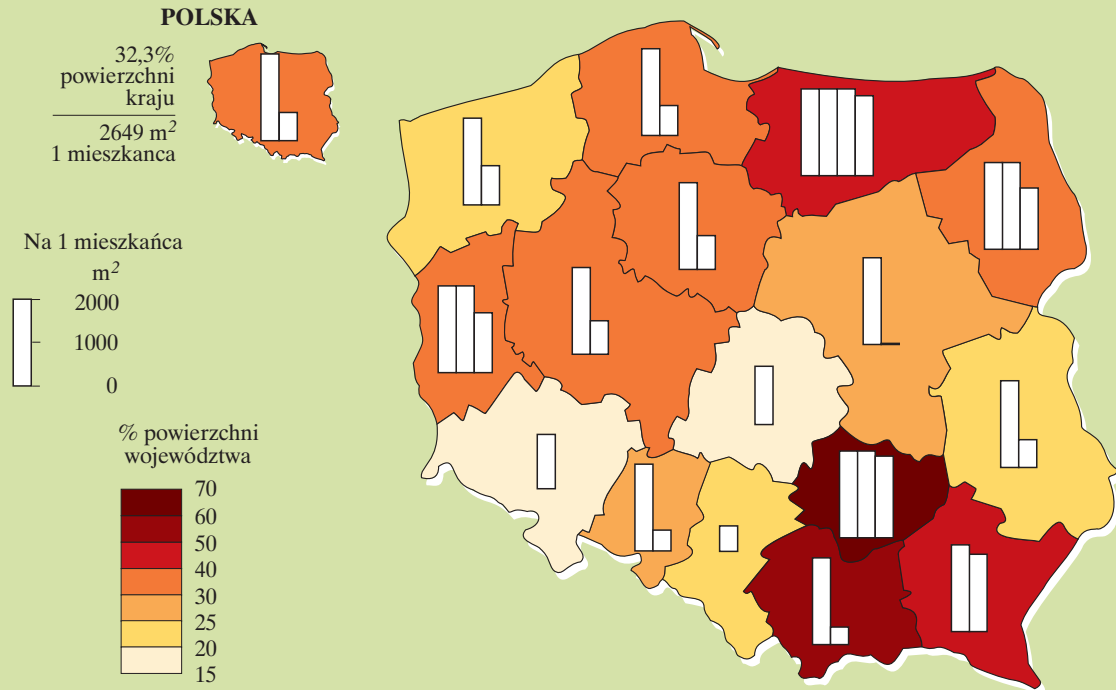 POLSKA
32,3%
powierzchni
kraju
2649 m²
1 mieszkanca
Na 1 mieszkańca
m²
2000
1000
0
% powierzchni
województwa
70
60
50
40
30
25
20
15